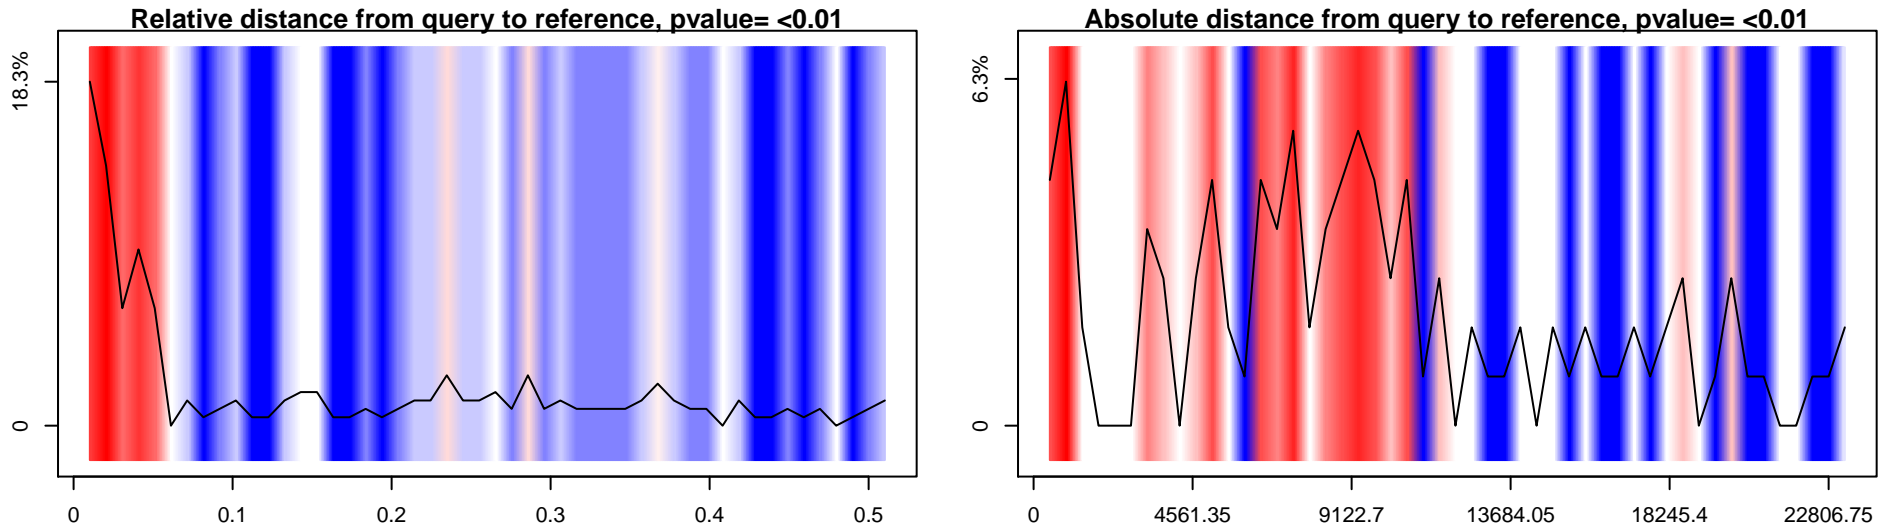 Relative distance from query to reference, pvalue= <0.01
18.3%
0
0 0.1 0.2 0.3 0.4 0.5
Absolute distance from query to reference, pvalue= <0.01
6.3%
0
0 4561.35 9122.7 13684.05 18245.4 22806.75